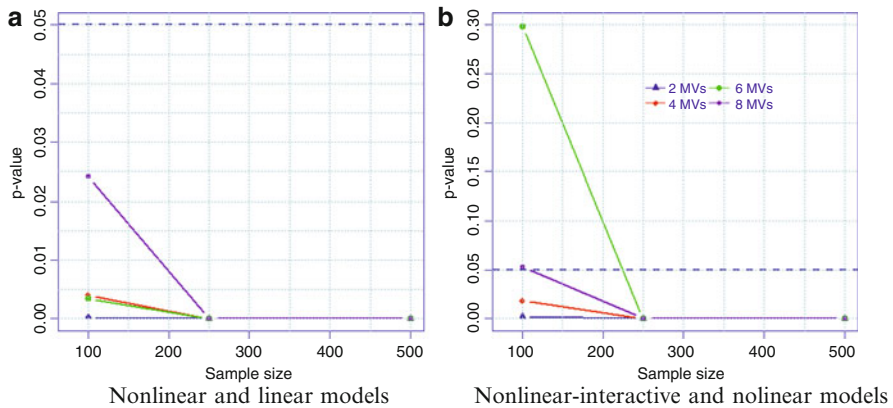 a
0.05
0.04
0.03
0.02
0.01
0.00
p-value
100 200 300 400 500
Sample size
Nonlinear and linear models
b
0.30
0.25
0.20
0.15
0.10
0.05
0.00
p-value
2 MVs 6 MVs
4 MVs 8 MVs
100 200 300 400 500
Sample size
Nonlinear-interactive and nolinear models